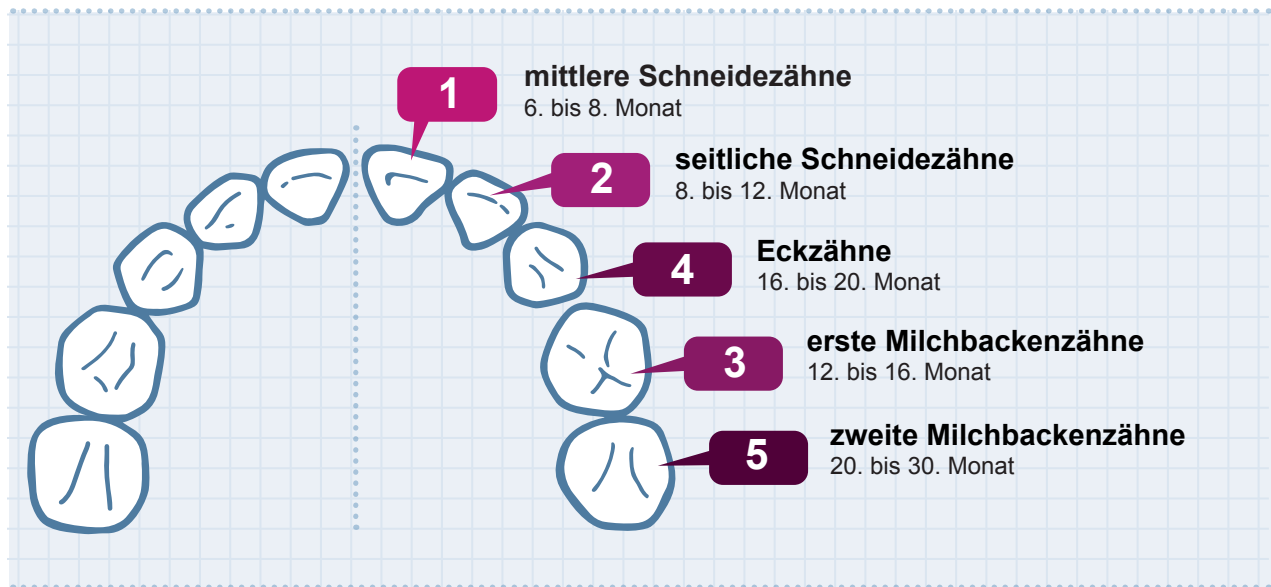 1
mittlere Schneidezähne
6. bis 8. Monat
2
seitliche Schneidezähne
8. bis 12. Monat
4
Eckzähne
16. bis 20. Monat
3
erste Milchbackenzähne
12. bis 16. Monat
5
zweite Milchbackenzähne
20. bis 30. Monat